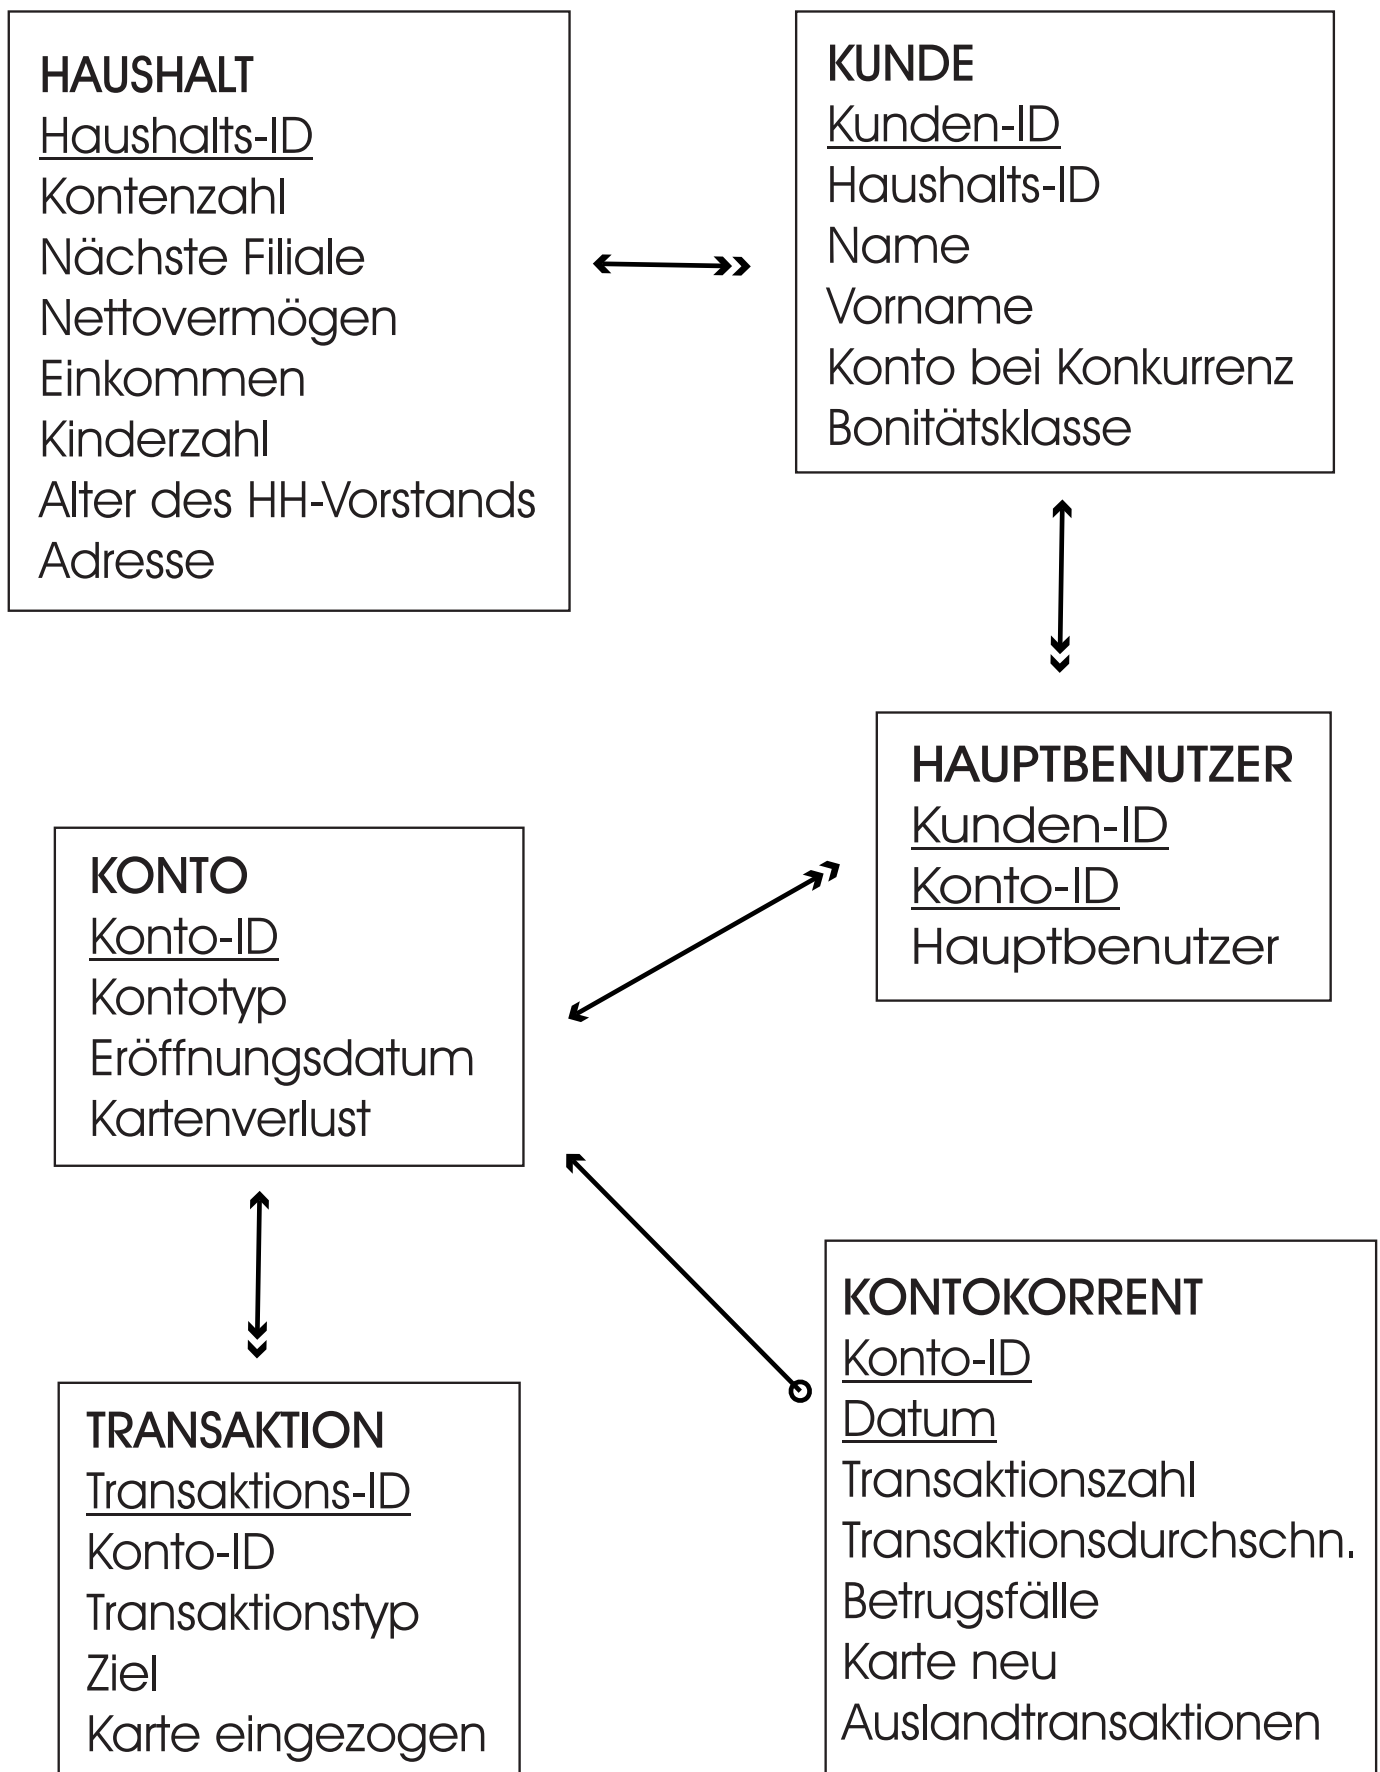 HAUSHALT
Haushalts-ID
Kontenzahl
Nächste Filiale
Nettovermögen
Einkommen
Kinderzahl
Alter des HH-Vorstands
Adresse
KUNDE
Kunden-ID
Haushalts-ID
Name
Vorname
Konto bei Konkurrenz
Bonitätsklasse
HAUPTBENUTZER
Kunden-ID
Konto-ID
Hauptbenutzer
KONTO
Konto-ID
Kontotyp
Eröffnungsdatum
Kartenverlust
KONTOKORRENT
Konto-ID
Datum
Transaktionszahl
Transaktionsdurchschn.
Betrugsfälle
Karte neu
Auslandtransaktionen
TRANSAKTION
Transaktions-ID
Konto-ID
Transaktionstyp
Ziel
Karte eingezogen